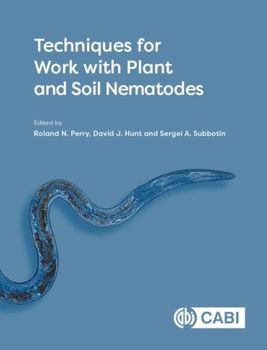 Techniques for
Work with Plant
and Soil Nematodes
Edited by
Roland N. Perry, David J. Hunt and Sergei A. Subbotin
CABI